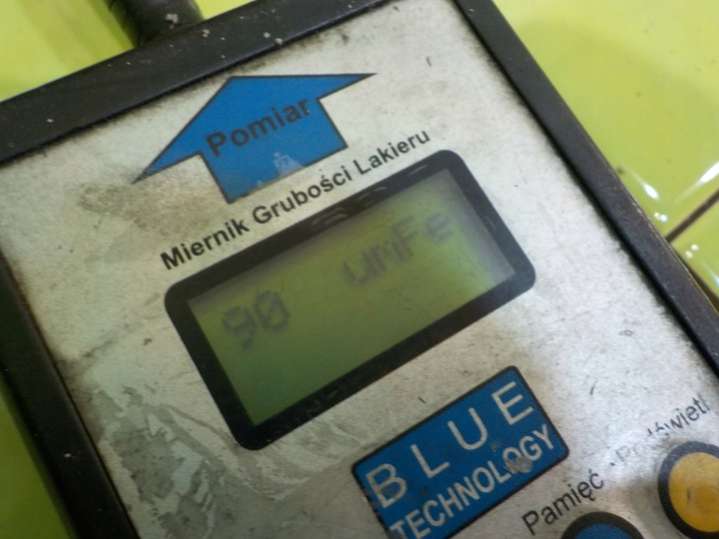 Pomiar
Miernik Grubości Lakieru
90 umFe
BLUE
TECHNOLOGY
Pamięć